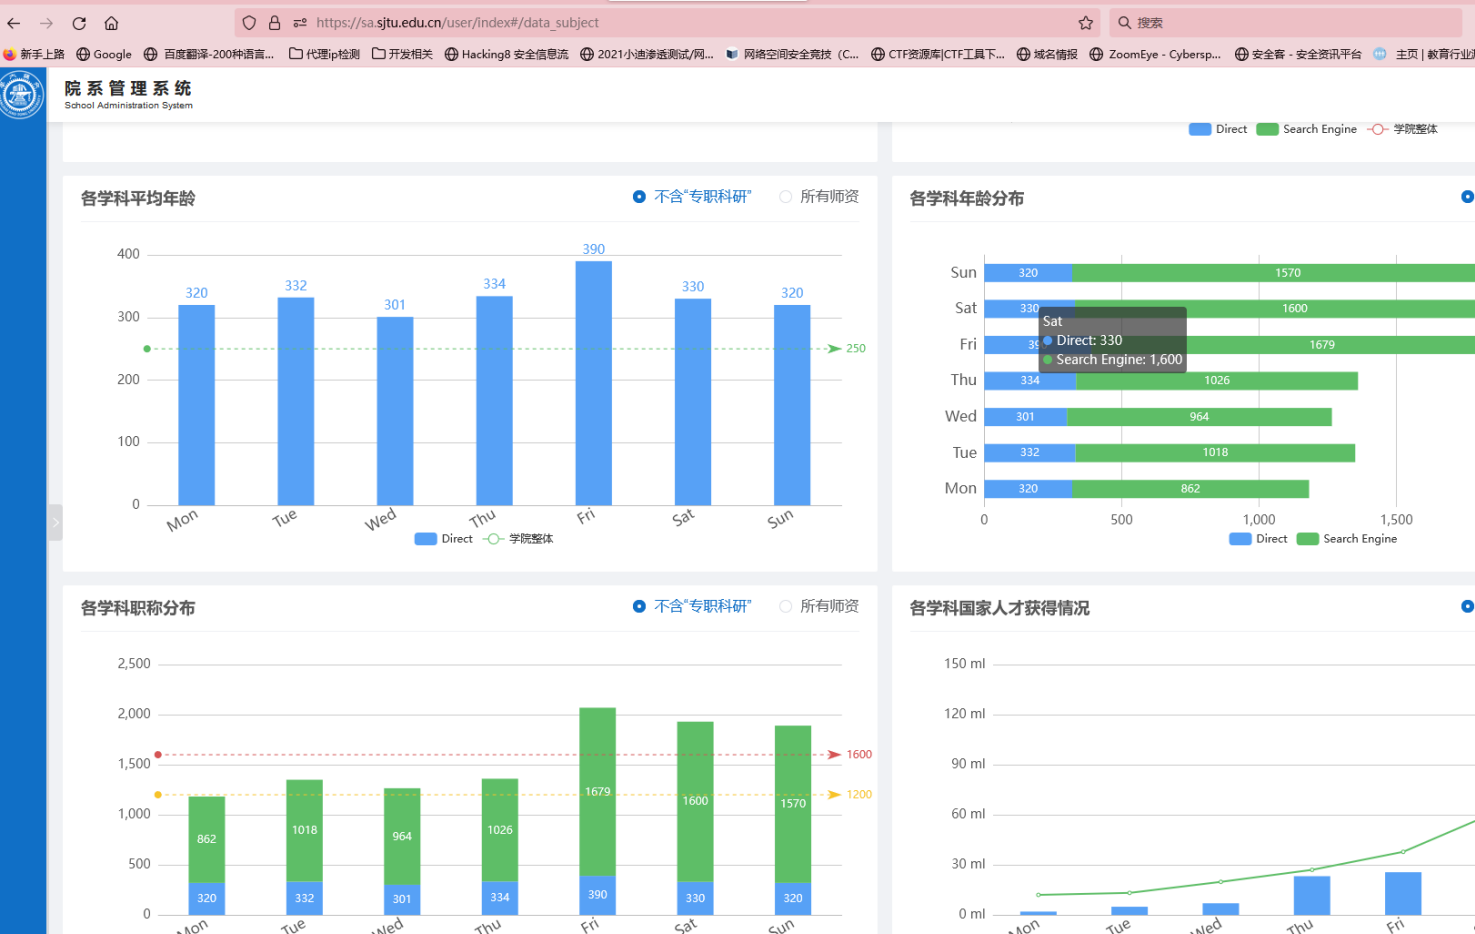 https://sa.sjtu.edu.cn/user/index#/data_subject
搜索
新手上路 Google 百度翻译-200种语言... 代理ip检测 开发相关 Hacking8 安全信息流 2021小迪渗透测试/网... 网络空间安全竞技（C... CTF资源库|CTF工具下... 域名情报 ZoomEye - Cybersp... 安全客 - 安全资讯平台 主页 | 教育行业
院系管理系统
School Administration System
Direct Search Engine 学院整体
各学科平均年龄 不含“专职科研” 所有师资
400
300
200
100
0
320 332 301 334 390 330 320
250
Mon Tue Wed Thu Fri Sat Sun
Direct 学院整体
各学科年龄分布
Sun 320 1570
Sat 330 1600
Fri 1679
Thu 334 1026
Wed 301 964
Tue 332 1018
Mon 320 862
Sat
Direct: 330
Search Engine: 1,600
0 500 1,000 1,500
Direct Search Engine
各学科职称分布 不含“专职科研” 所有师资
2,500
2,000
1,500
1,000
500
0
1600
1200
862 1018 964 1026 1679 1600 1570
320 332 301 334 390 330 320
Mon Tue Wed Thu Fri Sat Sun
各学科国家人才获得情况
150 ml
120 ml
90 ml
60 ml
30 ml
0 ml
Mon Tue Wed Thu Fri